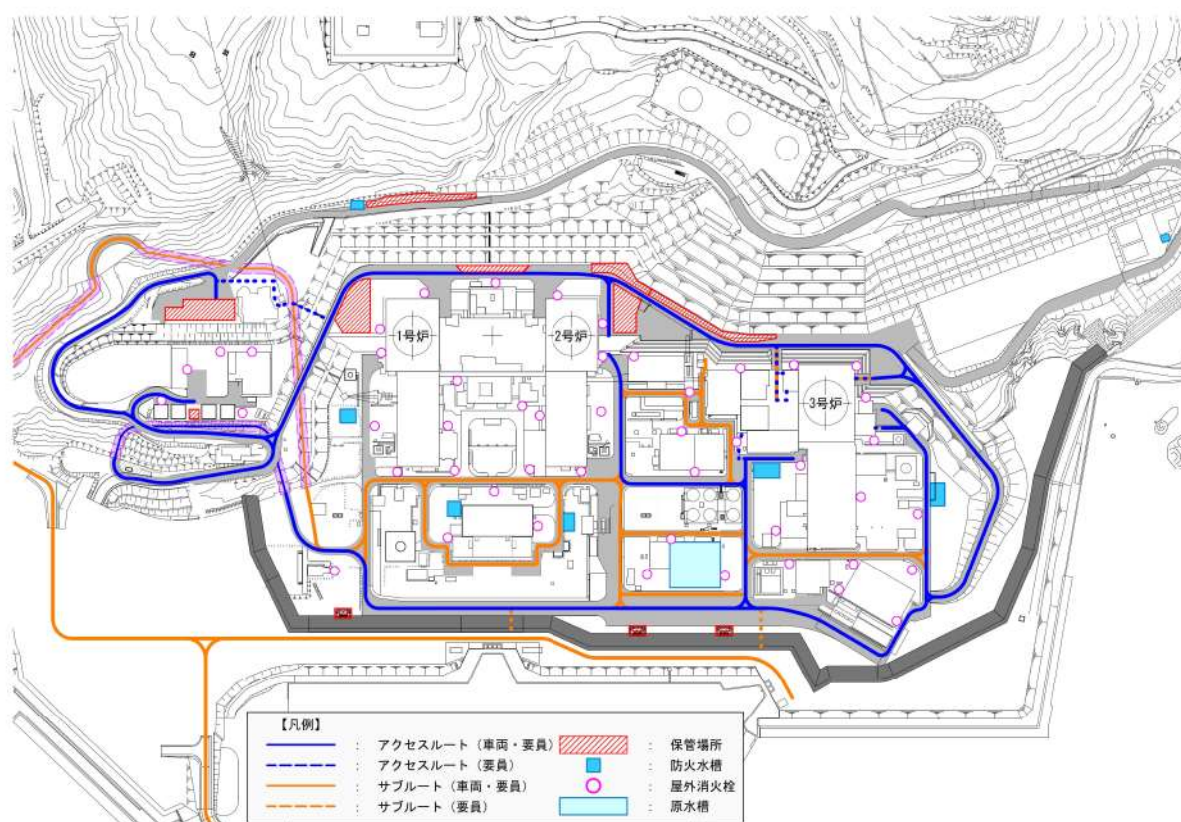 1号炉
2号炉
3号炉
【凡例】
： アクセスルート（車両・要員）
： 保管場所
： アクセスルート（要員）
： 防火水槽
： サブルート（車両・要員）
： 屋外消火栓
： サブルート（要員）
： 原水槽